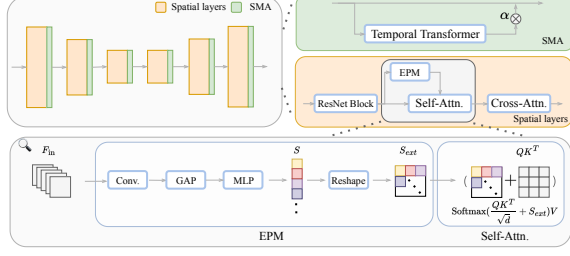 Spatial layers
SMA
Temporal Transformer
α
SMA
EPM
ResNet Block
Self-Attn.
Cross-Attn.
Spatial layers
F_in
Conv.
GAP
MLP
S
Reshape
S_ext
QK^T
( + )
Softmax(QK^T/√d + S_ext)V
EPM
Self-Attn.